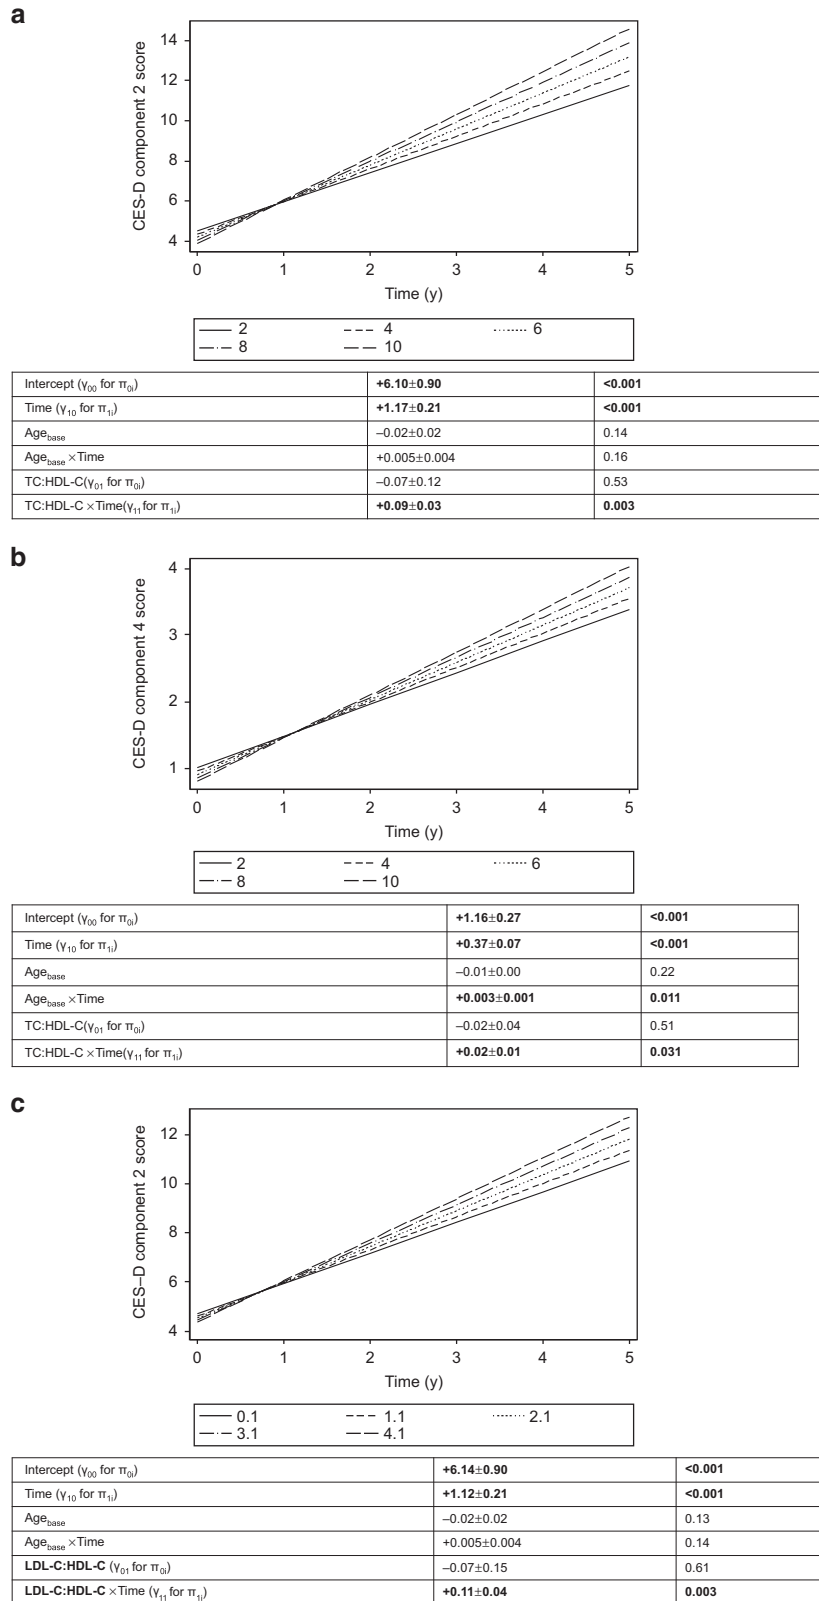 a
CES-D component 2 score
14
12
10
8
6
4
0 1 2 3 4 5
Time (y)
2 4 6
8 10
Intercept (γ00 for π0i) +6.10±0.90 <0.001
Time (γ10 for π1i) +1.17±0.21 <0.001
Agebase –0.02±0.02 0.14
Agebase ×Time +0.005±0.004 0.16
TC:HDL-C(γ01 for π0i) –0.07±0.12 0.53
TC:HDL-C ×Time(γ11 for π1i) +0.09±0.03 0.003
b
CES-D component 4 score
4
3
2
1
0 1 2 3 4 5
Time (y)
2 4 6
8 10
Intercept (γ00 for π0i) +1.16±0.27 <0.001
Time (γ10 for π1i) +0.37±0.07 <0.001
Agebase –0.01±0.00 0.22
Agebase ×Time +0.003±0.001 0.011
TC:HDL-C(γ01 for π0i) –0.02±0.04 0.51
TC:HDL-C ×Time(γ11 for π1i) +0.02±0.01 0.031
c
CES–D component 2 score
12
10
8
6
4
0 1 2 3 4 5
Time (y)
0.1 1.1 2.1
3.1 4.1
Intercept (γ00 for π0i) +6.14±0.90 <0.001
Time (γ10 for π1i) +1.12±0.21 <0.001
Agebase –0.02±0.02 0.13
Agebase ×Time +0.005±0.004 0.14
LDL-C:HDL-C (γ01 for π0i) –0.07±0.15 0.61
LDL-C:HDL-C ×Time (γ11 for π1i) +0.11±0.04 0.003